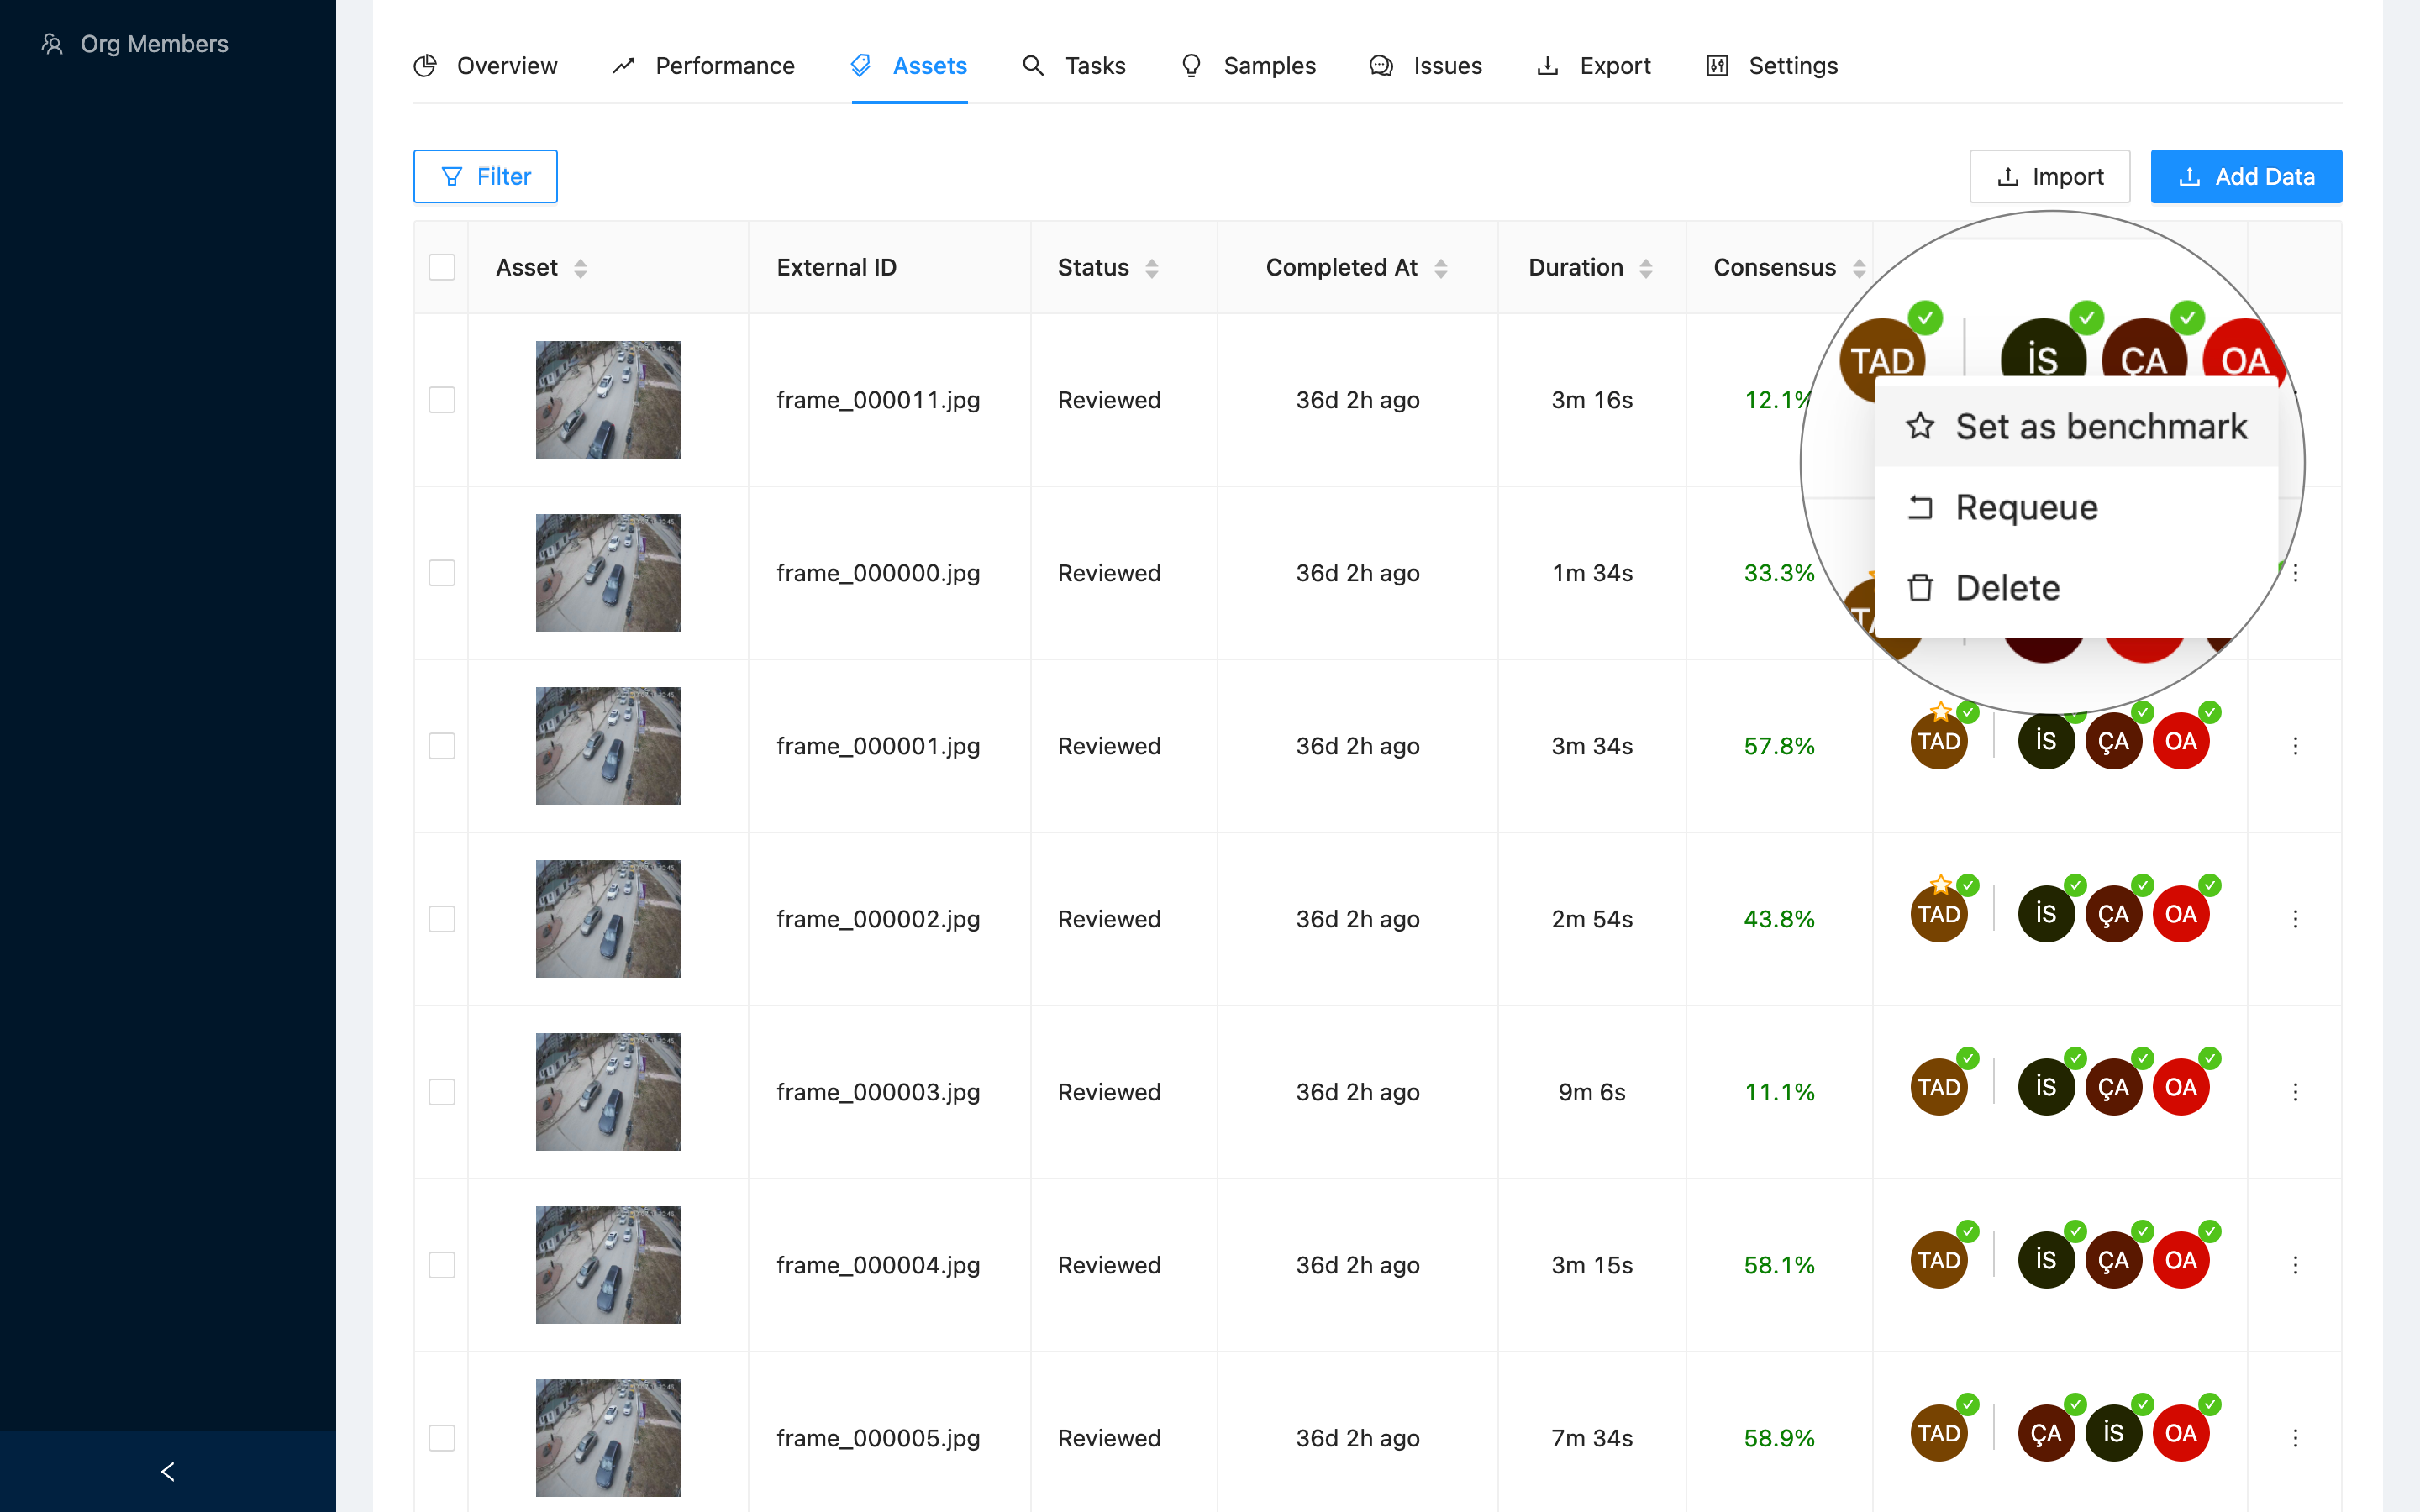 Org Members
Overview Performance Assets Tasks Samples Issues Export Settings
Filter Import Add Data
Asset External ID Status Completed At Duration Consensus
TAD İS ÇA OA
frame_000011.jpg Reviewed 36d 2h ago 3m 16s 12.1%
Set as benchmark
Requeue
frame_000000.jpg Reviewed 36d 2h ago 1m 34s 33.3%
Delete
frame_000001.jpg Reviewed 36d 2h ago 3m 34s 57.8% TAD İS ÇA OA
frame_000002.jpg Reviewed 36d 2h ago 2m 54s 43.8% TAD İS ÇA OA
frame_000003.jpg Reviewed 36d 2h ago 9m 6s 11.1% TAD İS ÇA OA
frame_000004.jpg Reviewed 36d 2h ago 3m 15s 58.1% TAD İS ÇA OA
frame_000005.jpg Reviewed 36d 2h ago 7m 34s 58.9% TAD ÇA İS OA